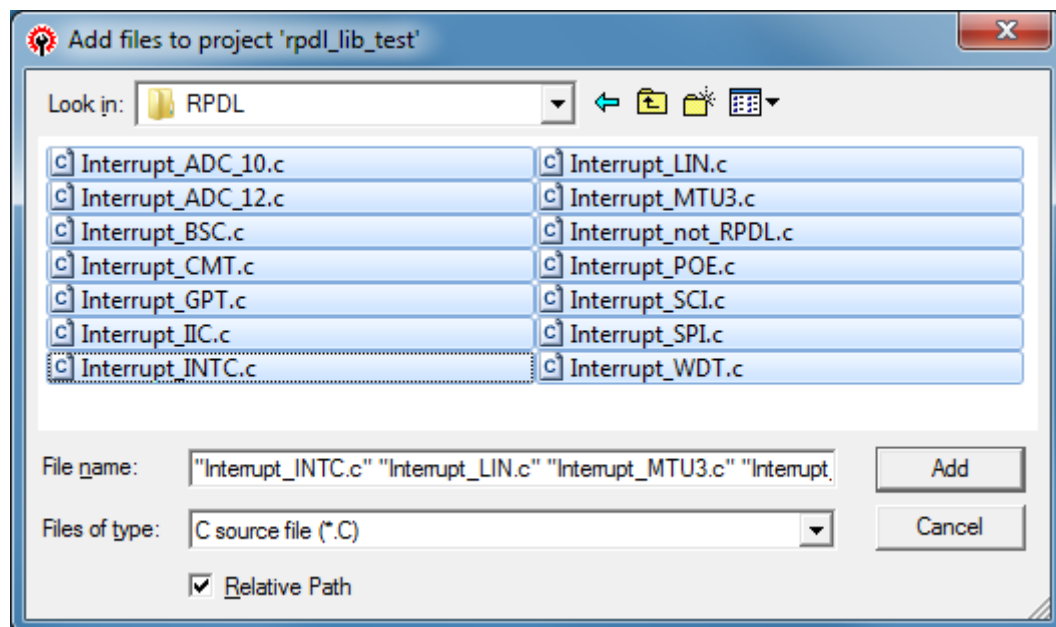 Add files to project 'rpdl_lib_test'
Look in: RPDL
Interrupt_ADC_10.c
Interrupt_ADC_12.c
Interrupt_BSC.c
Interrupt_CMT.c
Interrupt_GPT.c
Interrupt_IIC.c
Interrupt_INTC.c
Interrupt_LIN.c
Interrupt_MTU3.c
Interrupt_not_RPDL.c
Interrupt_POE.c
Interrupt_SCI.c
Interrupt_SPI.c
Interrupt_WDT.c
File name: "Interrupt_INTC.c" "Interrupt_LIN.c" "Interrupt_MTU3.c" "Interrupt_ Add
Files of type: C source file (*.C) Cancel
Relative Path